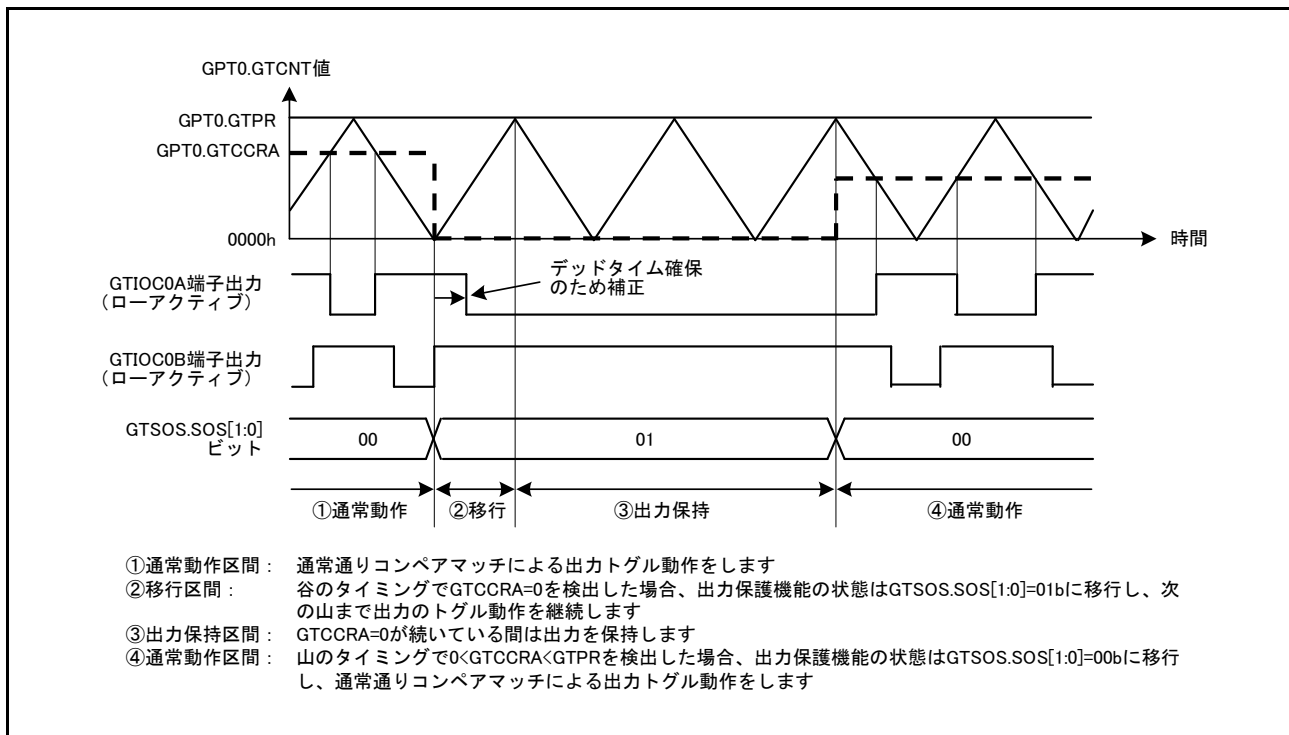 GPT0.GTCNT値
GPT0.GTPR
GPT0.GTCCRA
0000h
時間
デッドタイム確保
のため補正
GTIOC0A端子出力
（ローアクティブ）
GTIOC0B端子出力
（ローアクティブ）
GTSOS.SOS[1:0]
ビット
00
01
00
①通常動作
②移行
③出力保持
④通常動作
①通常動作区間： 通常通りコンペアマッチによる出力トグル動作をします
②移行区間： 谷のタイミングでGTCCRA=0を検出した場合、出力保護機能の状態はGTSOS.SOS[1:0]=01bに移行し、次
の山まで出力のトグル動作を継続します
③出力保持区間： GTCCRA=0が続いている間は出力を保持します
④通常動作区間： 山のタイミングで0<GTCCRA<GTPRを検出した場合、出力保護機能の状態はGTSOS.SOS[1:0]=00bに移行
し、通常通りコンペアマッチによる出力トグル動作をします